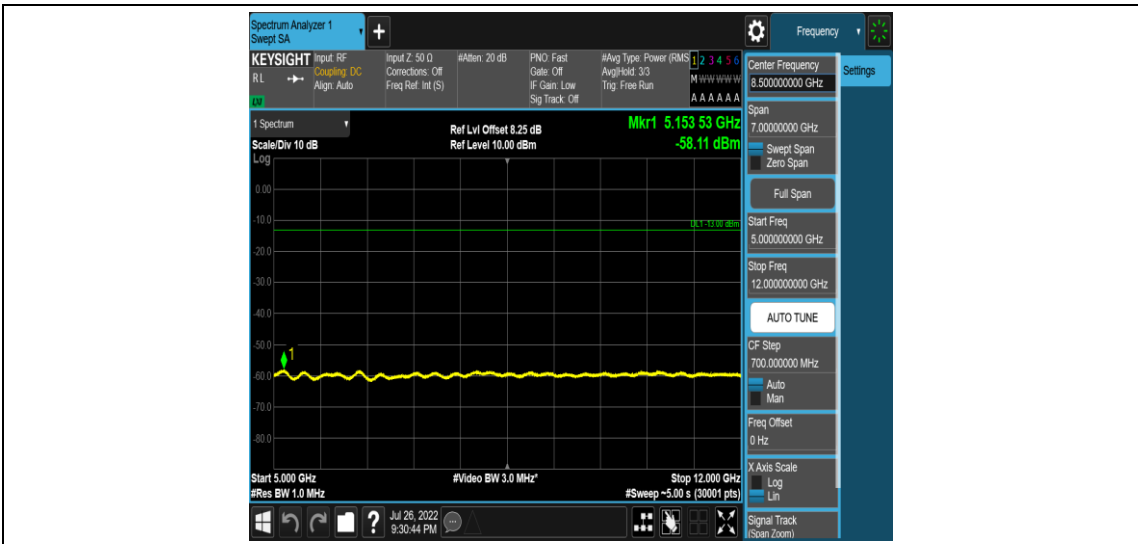 Spectrum Analyzer 1
Swept SA
+
Frequency
KEYSIGHT
RL
LXI
Input: RF
Coupling: DC
Align: Auto
Input Z: 50 Ω
Corrections: Off
Freq Ref: Int (S)
#Atten: 20 dB
PNO: Fast
Gate: Off
IF Gain: Low
Sig Track: Off
#Avg Type: Power (RMS
Avg|Hold: 3/3
Trig: Free Run
1 2 3 4 5 6
M W W W W W
A A A A A A
1 Spectrum
Scale/Div 10 dB
Ref Lvl Offset 8.25 dB
Ref Level 10.00 dBm
Mkr1 5.153 53 GHz
-58.11 dBm
Log
0.00
-10.0
DL1 -13.00 dBm
-20.0
-30.0
-40.0
-50.0
1
-60.0
-70.0
-80.0
Start 5.000 GHz
#Video BW 3.0 MHz*
Stop 12.000 GHz
#Res BW 1.0 MHz
#Sweep ~5.00 s (30001 pts)
?
Jul 26, 2022
9:30:44 PM
Center Frequency
8.500000000 GHz
Settings
Span
7.00000000 GHz
Swept Span
Zero Span
Full Span
Start Freq
5.000000000 GHz
Stop Freq
12.000000000 GHz
AUTO TUNE
CF Step
700.000000 MHz
Auto
Man
Freq Offset
0 Hz
X Axis Scale
Log
Lin
Signal Track
(Span Zoom)